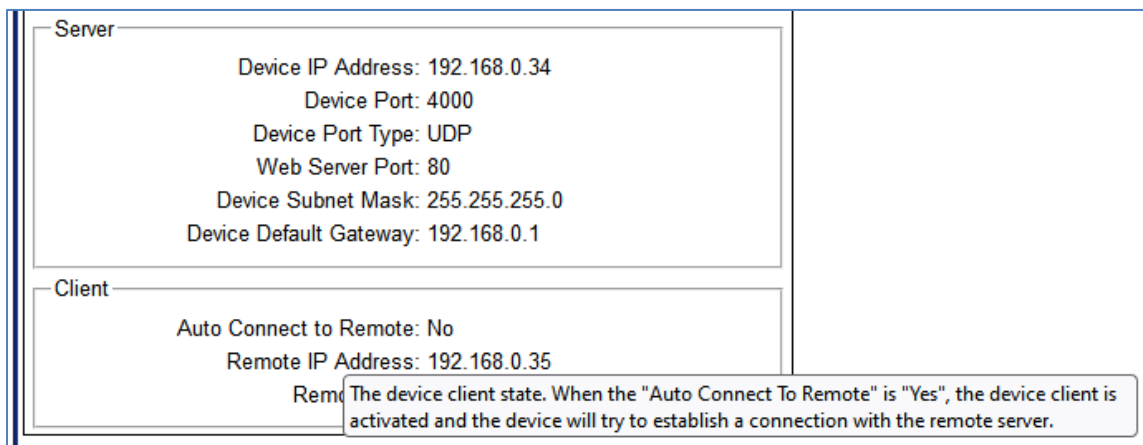 Server
Device IP Address: 192.168.0.34
Device Port: 4000
Device Port Type: UDP
Web Server Port: 80
Device Subnet Mask: 255.255.255.0
Device Default Gateway: 192.168.0.1
Client
Auto Connect to Remote: No
Remote IP Address: 192.168.0.35
The device client state. When the "Auto Connect To Remote" is "Yes", the device client is
activated and the device will try to establish a connection with the remote server.